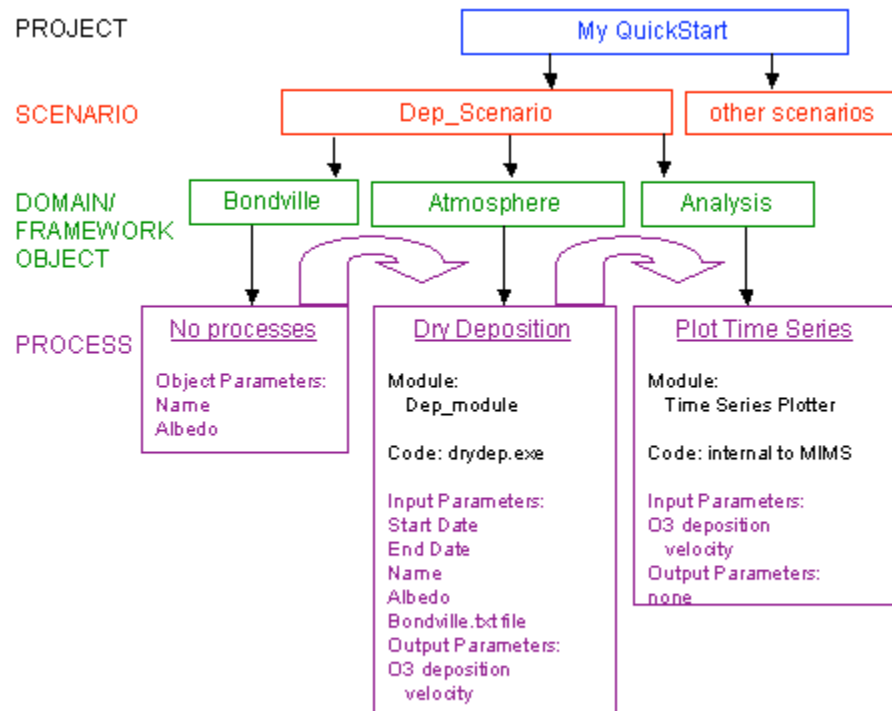 PROJECT
My QuickStart
SCENARIO
Dep_Scenario
other scenarios
DOMAIN/
FRAMEWORK
OBJECT
Bondville
Atmosphere
Analysis
PROCESS
No processes
Object Parameters:
Name
Albedo
Dry Deposition
Module:
Dep_module
Code: drydep.exe
Input Parameters:
Start Date
End Date
Name
Albedo
Bondville.txt file
Output Parameters:
O3 deposition
velocity
Plot Time Series
Module:
Time Series Plotter
Code: internal to MIMS
Input Parameters:
O3 deposition
velocity
Output Parameters:
none